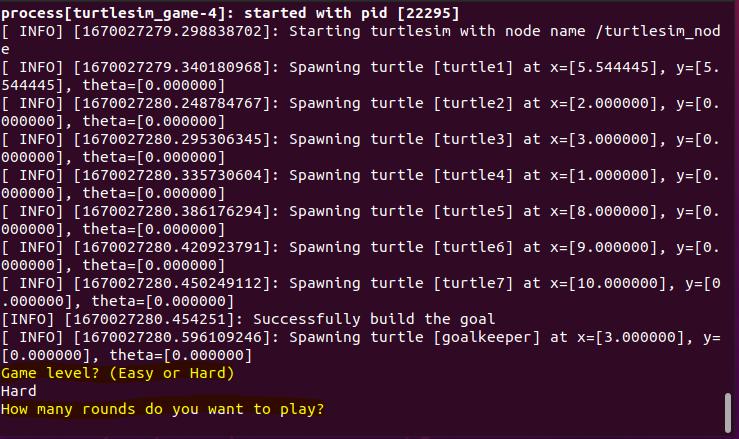 process[turtlesim_game-4]: started with pid [22295]
[ INFO] [1670027279.298838702]: Starting turtlesim with node name /turtlesim_nod
e
[ INFO] [1670027279.340180968]: Spawning turtle [turtle1] at x=[5.544445], y=[5.
544445], theta=[0.000000]
[ INFO] [1670027280.248784767]: Spawning turtle [turtle2] at x=[2.000000], y=[0.
000000], theta=[0.000000]
[ INFO] [1670027280.295306345]: Spawning turtle [turtle3] at x=[3.000000], y=[0.
000000], theta=[0.000000]
[ INFO] [1670027280.335730604]: Spawning turtle [turtle4] at x=[1.000000], y=[0.
000000], theta=[0.000000]
[ INFO] [1670027280.386176294]: Spawning turtle [turtle5] at x=[8.000000], y=[0.
000000], theta=[0.000000]
[ INFO] [1670027280.420923791]: Spawning turtle [turtle6] at x=[9.000000], y=[0.
000000], theta=[0.000000]
[ INFO] [1670027280.450249112]: Spawning turtle [turtle7] at x=[10.000000], y=[0
.000000], theta=[0.000000]
[INFO] [1670027280.454251]: Successfully build the goal
[ INFO] [1670027280.596109246]: Spawning turtle [goalkeeper] at x=[3.000000], y=
[0.000000], theta=[0.000000]
Game level? (Easy or Hard)
Hard
How many rounds do you want to play?